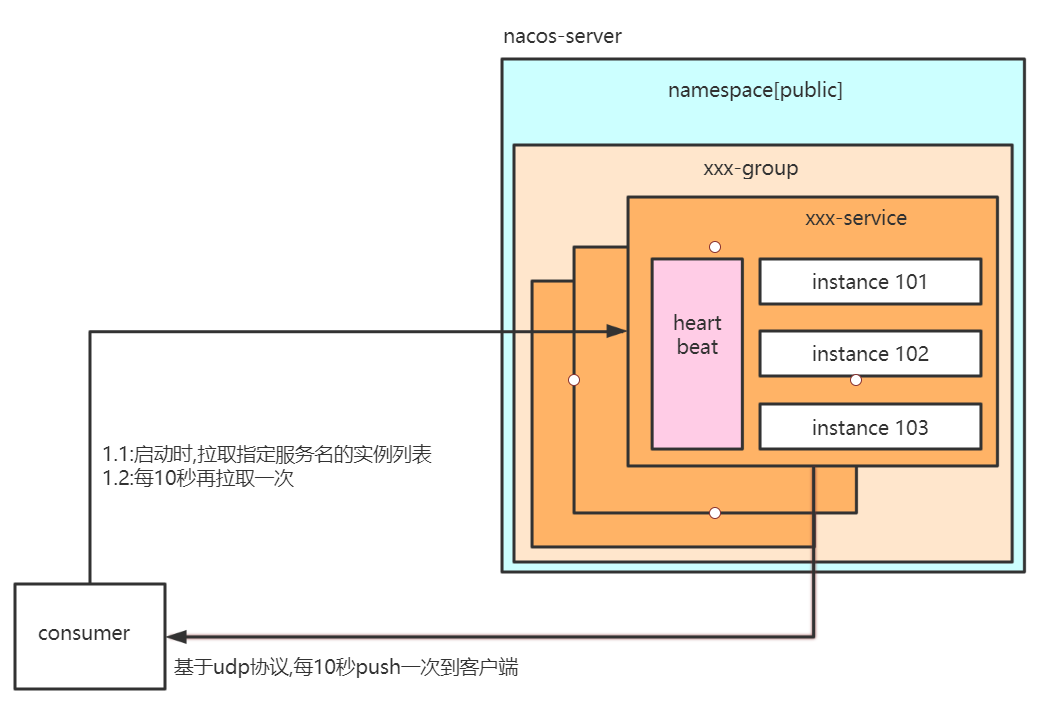 nacos-server
namespace[public]
xxx-group
xxx-service
heart
beat
instance 101
instance 102
instance 103
1.1:启动时,拉取指定服务名的实例列表
1.2:每10秒再拉取一次
consumer
基于udp协议,每10秒push一次到客户端